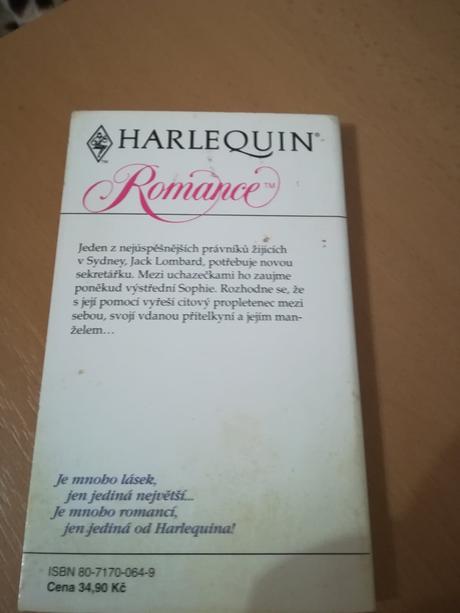 HARLEQUIN®
Romance™
Jeden z nejúspěšnějších právníků žijících
v Sydney, Jack Lombard, potřebuje novou
sekretářku. Mezi uchazečkami ho zaujme
poněkud výstřední Sophie. Rozhodne se, že
s její pomocí vyřeší citový propletenec mezi
sebou, svojí vdanou přítelkyní a jejím man-
želem...
Je mnoho lásek,
jen jediná největší...
Je mnoho romancí,
jen jediná od Harlequina!
ISBN 80-7170-064-9
Cena 34,90 Kč